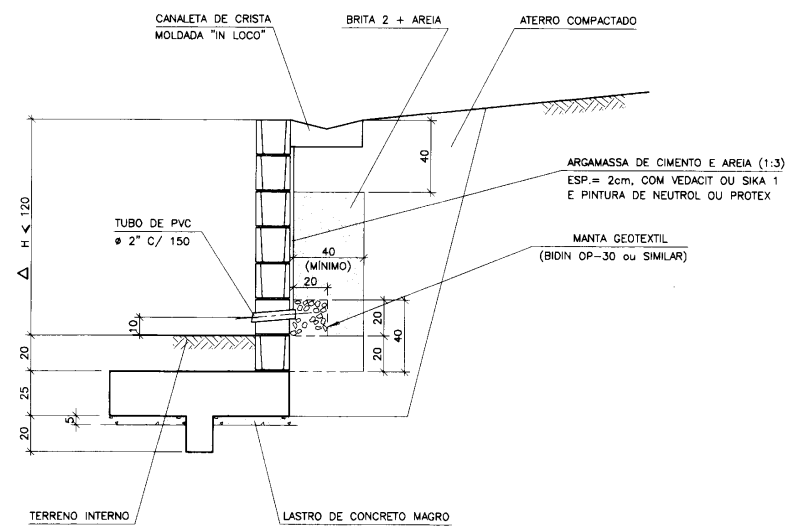 CANALETA DE CRISTA
MOLDADA "IN LOCO"
BRITA 2 + AREIA
ATERRO COMPACTADO
40
ARGAMASSA DE CIMENTO E AREIA (1:3)
ESP.= 2cm, COM VEDACIT OU SIKA 1
E PINTURA DE NEUTROL OU PROTEX
△ H < 120
TUBO DE PVC
ø 2" C/ 150
40
(MÍNIMO)
20
MANTA GEOTEXTIL
(BIDIN OP-30 ou SIMILAR)
10
20
40
20
20
25
5
20
TERRENO INTERNO
LASTRO DE CONCRETO MAGRO